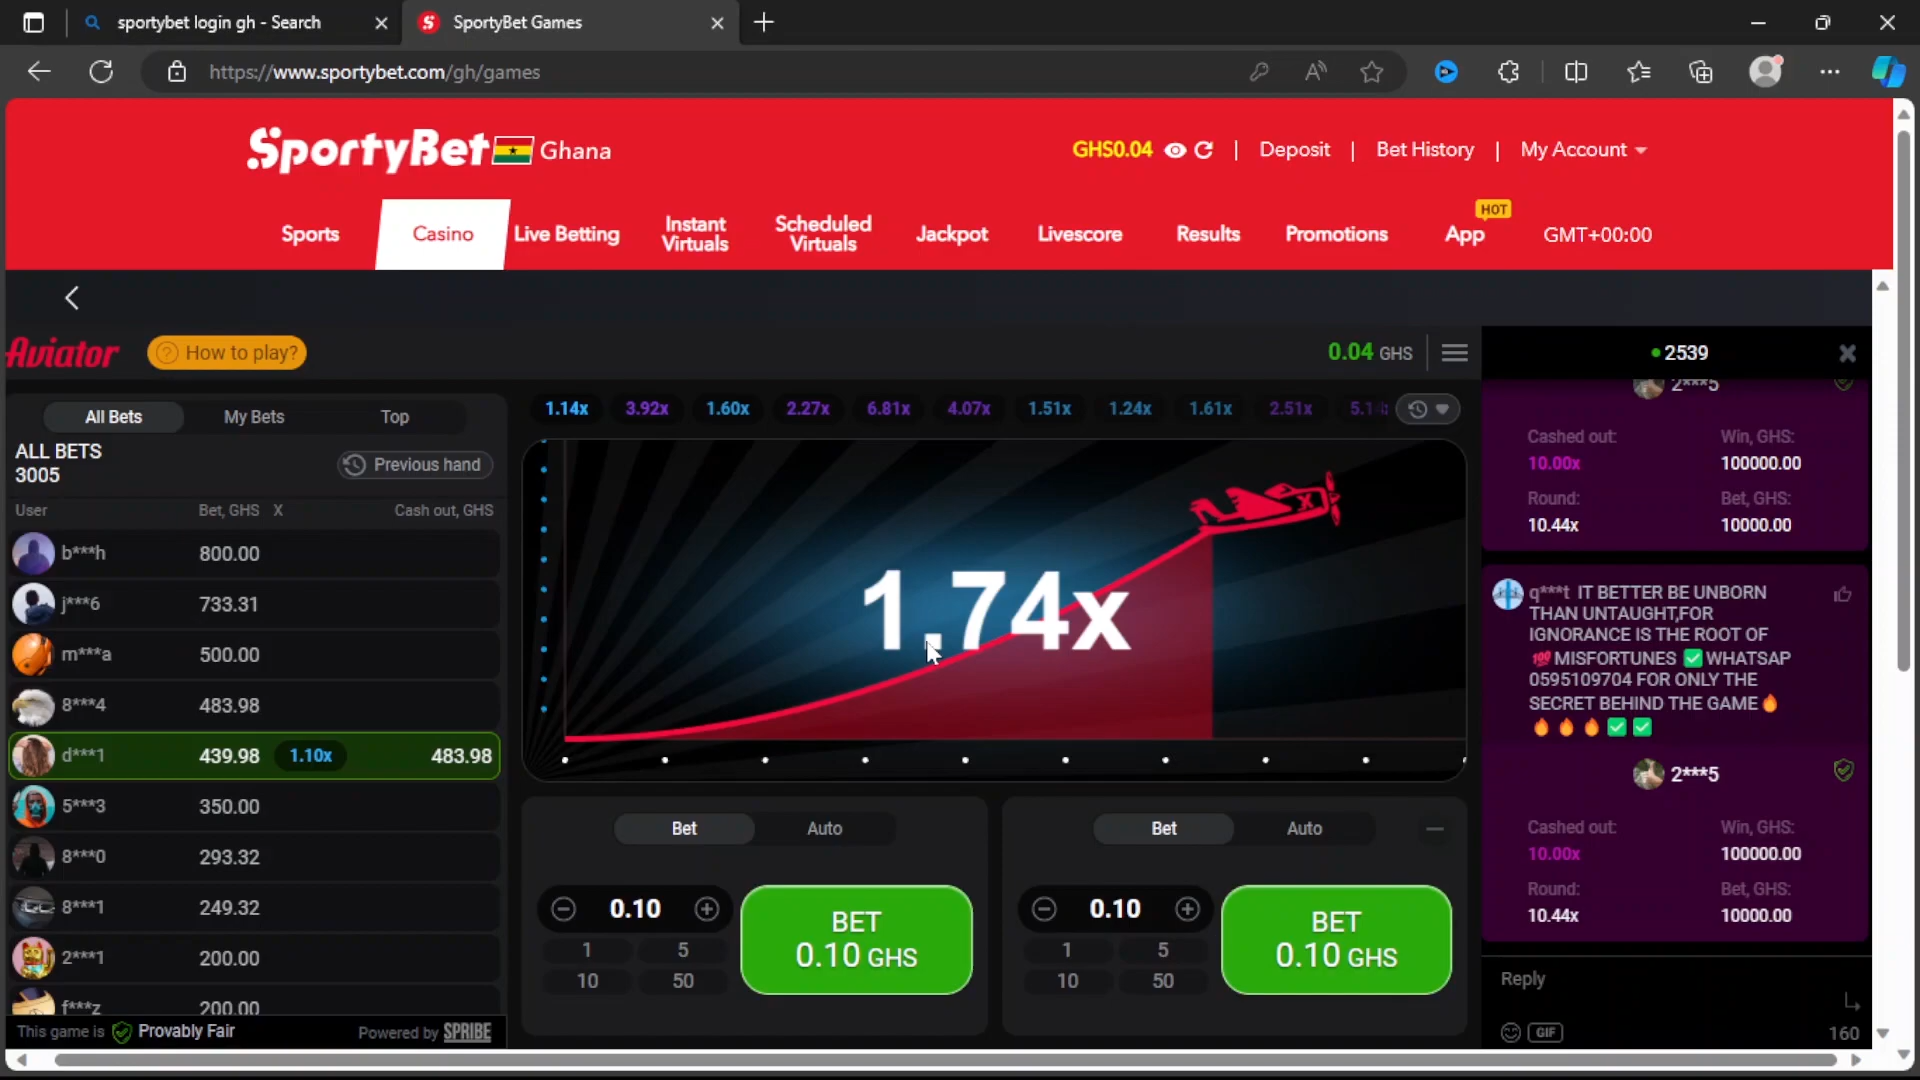 sportybet login gh - Search
SportyBet Games
https://www.sportybet.com/gh/games
SportyBet Ghana
GHS0.04 | Deposit | Bet History | My Account
Sports
Casino
Live Betting
Instant
Virtuals
Scheduled
Virtuals
Jackpot
Livescore
Results
Promotions
HOT
App
GMT+00:00
Aviator
? How to play?
0.04 GHS
2539
All Bets
My Bets
Top
ALL BETS
3005
Previous hand
User Bet, GHS X Cash out, GHS
b***h 800.00
j***6 733.31
m***a 500.00
8***4 483.98
d***1 439.98 1.10x 483.98
5***3 350.00
8***0 293.32
8***1 249.32
2***1 200.00
f***z 200.00
This game is Provably Fair
Powered by SPRIBE
1.14x 3.92x 1.60x 2.27x 6.81x 4.07x 1.51x 1.24x 1.61x 2.51x
1.74x
X
Bet Auto
0.10
1 5
10 50
BET
0.10 GHS
Bet Auto
0.10
1 5
10 50
BET
0.10 GHS
2***5
Cashed out: Win, GHS:
10.00x 100000.00
Round: Bet, GHS:
10.44x 10000.00
q***t IT BETTER BE UNBORN
THAN UNTAUGHT,FOR
IGNORANCE IS THE ROOT OF
💯MISFORTUNES ✅WHATSAP
0595109704 FOR ONLY THE
SECRET BEHIND THE GAME🔥
🔥🔥🔥✅✅
2***5
Cashed out: Win, GHS:
10.00x 100000.00
Round: Bet, GHS:
10.44x 10000.00
Reply
GIF
160